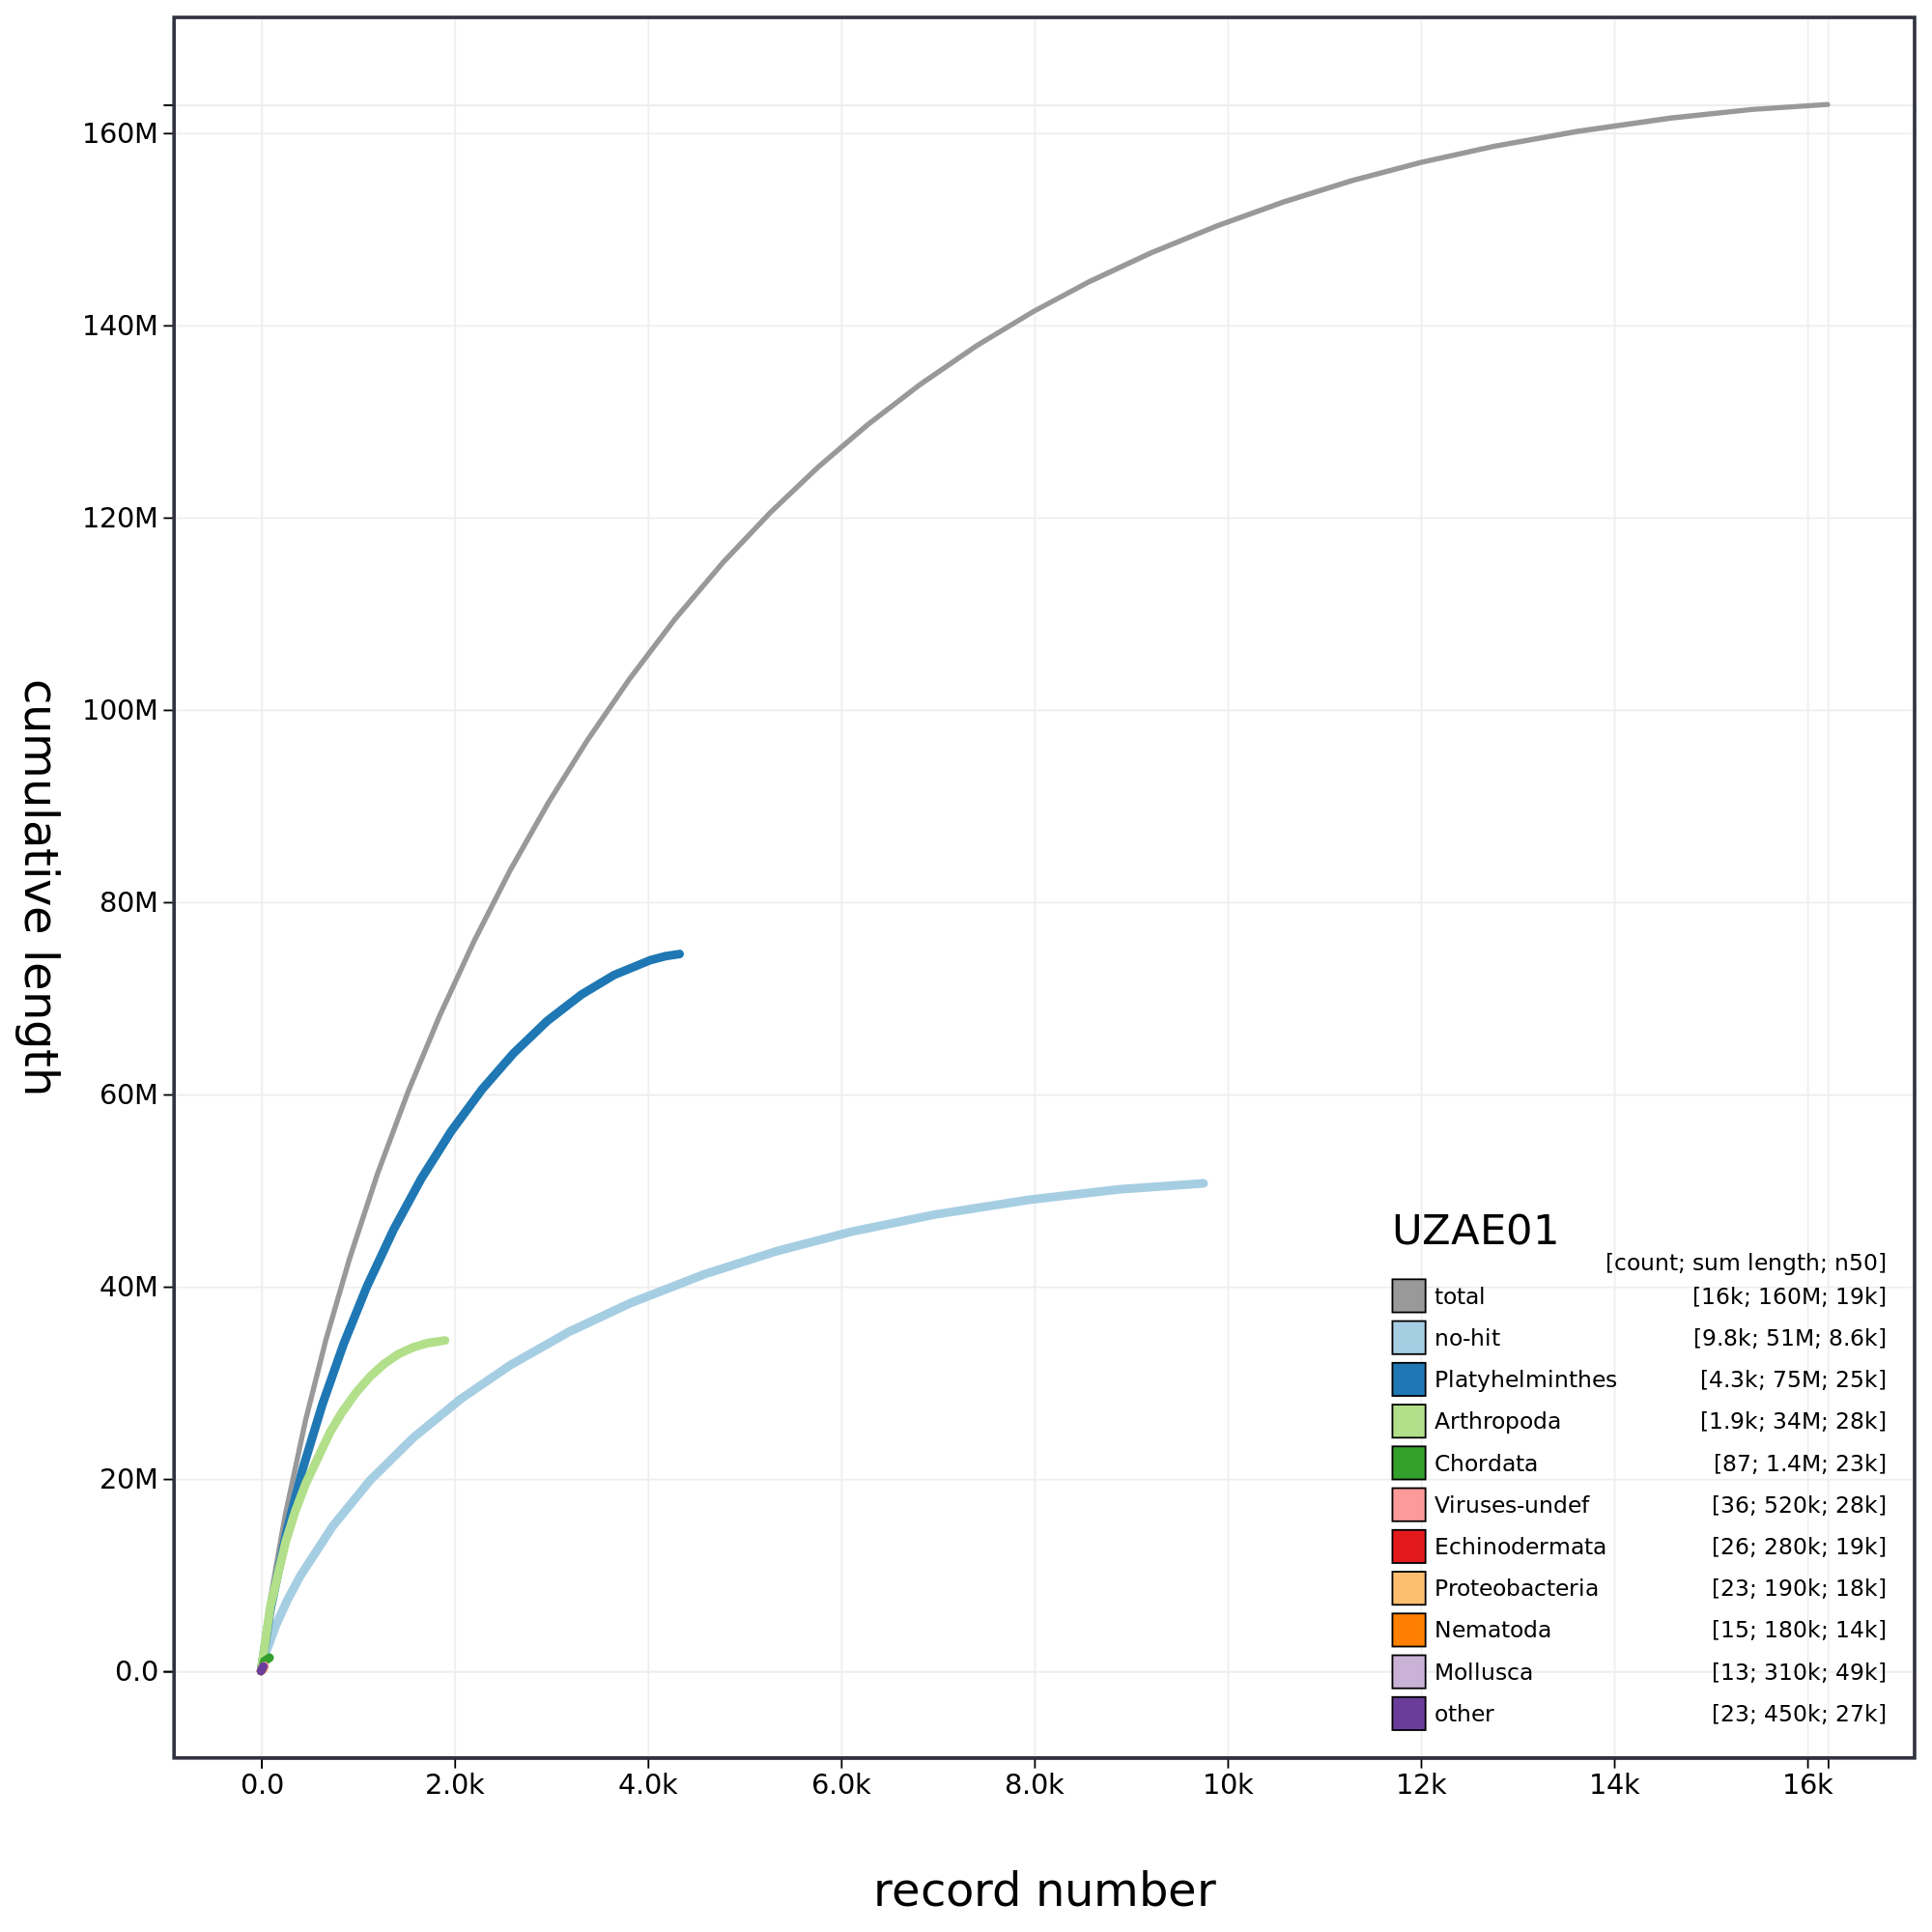 160M
140M
120M
100M
80M
60M
40M
20M
0.0
cumulative length
UZAE01
[count; sum length; n50]
total [16k; 160M; 19k]
no-hit [9.8k; 51M; 8.6k]
Platyhelminthes [4.3k; 75M; 25k]
Arthropoda [1.9k; 34M; 28k]
Chordata [87; 1.4M; 23k]
Viruses-undef [36; 520k; 28k]
Echinodermata [26; 280k; 19k]
Proteobacteria [23; 190k; 18k]
Nematoda [15; 180k; 14k]
Mollusca [13; 310k; 49k]
other [23; 450k; 27k]
0.0 2.0k 4.0k 6.0k 8.0k 10k 12k 14k 16k
record number